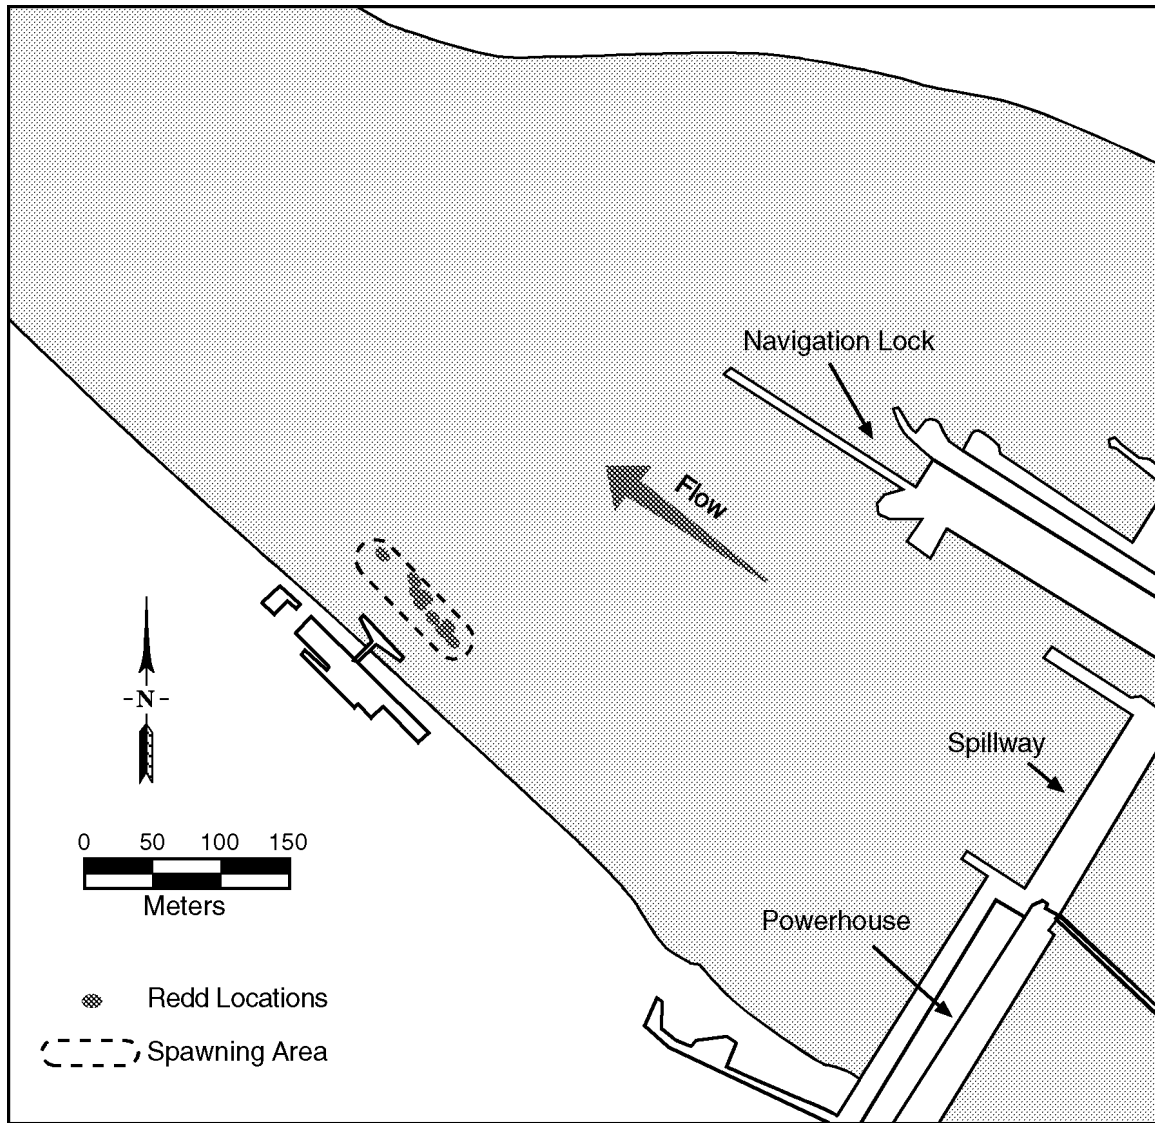 Navigation Lock
Flow
-N-
Spillway
0 50 100 150
Meters
Powerhouse
Redd Locations
Spawning Area